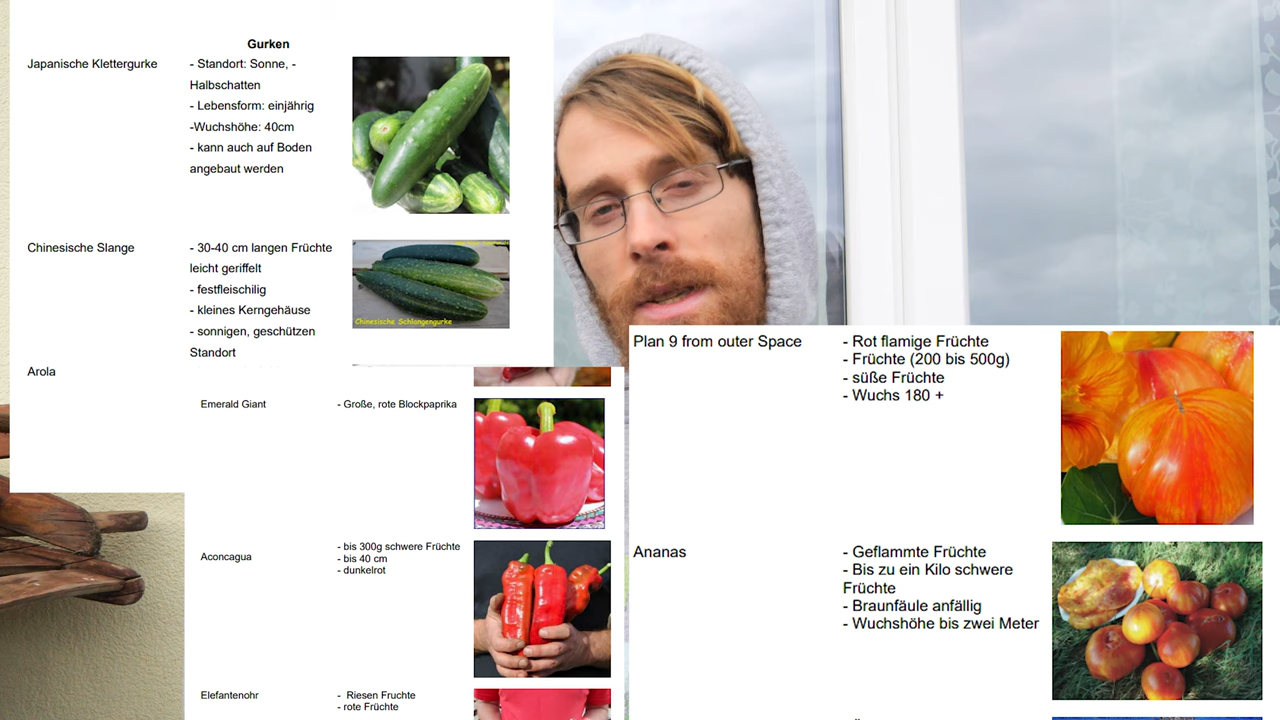 Gurken
Japanische Klettergurke
- Standort: Sonne, -
Halbschatten
- Lebensform: einjährig
-Wuchshöhe: 40cm
- kann auch auf Boden
angebaut werden
Chinesische Slange
- 30-40 cm langen Früchte
leicht geriffelt
- festfleischilig
- kleines Kerngehäuse
- sonnigen, geschützen
Standort
Chinesische Schlangengurke
Arola
Emerald Giant
- Große, rote Blockpaprika
Aconcagua
- bis 300g schwere Früchte
- bis 40 cm
- dunkelrot
Elefantenohr
- Riesen Fruchte
- rote Früchte
Plan 9 from outer Space
- Rot flamige Früchte
- Früchte (200 bis 500g)
- süße Früchte
- Wuchs 180 +
Ananas
- Geflammte Früchte
- Bis zu ein Kilo schwere
Früchte
- Braunfäule anfällig
- Wuchshöhe bis zwei Meter